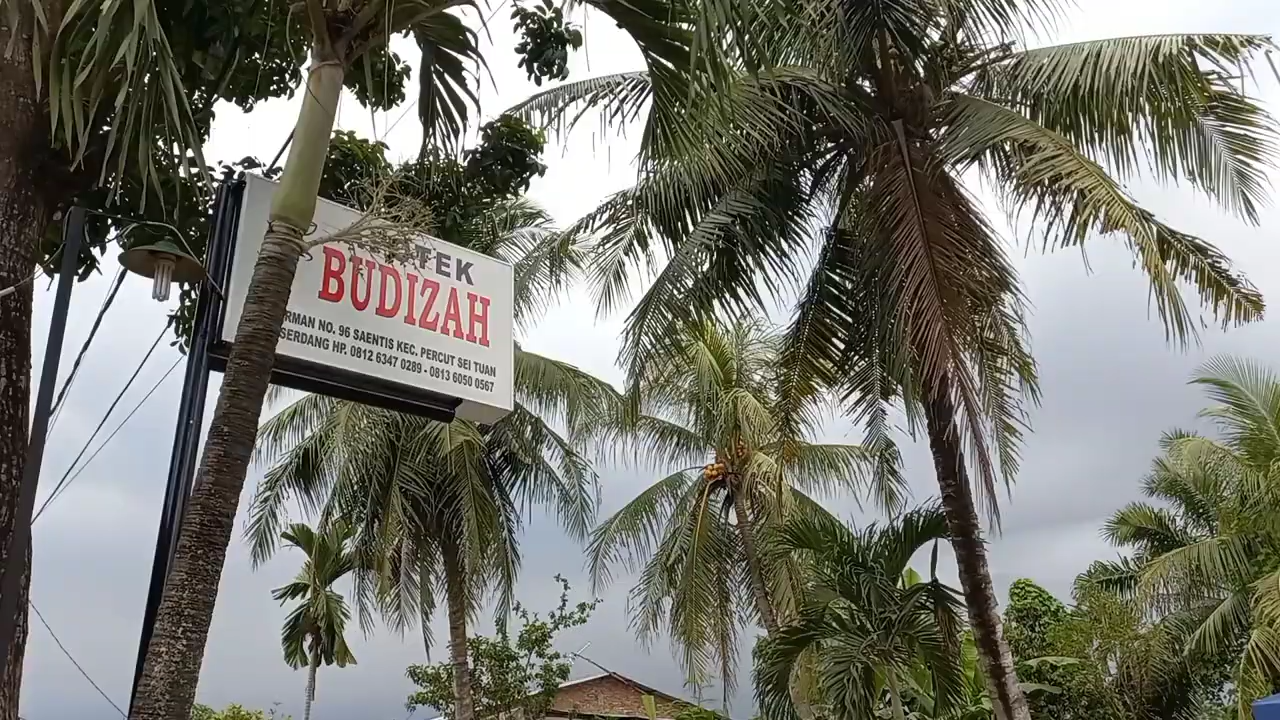 BUDIZAH
NO. 96 SAENTIS KEC. PERCUT SEI TUAN
SERDANG HP. 0812 6347 0289 - 0813 6050 0567